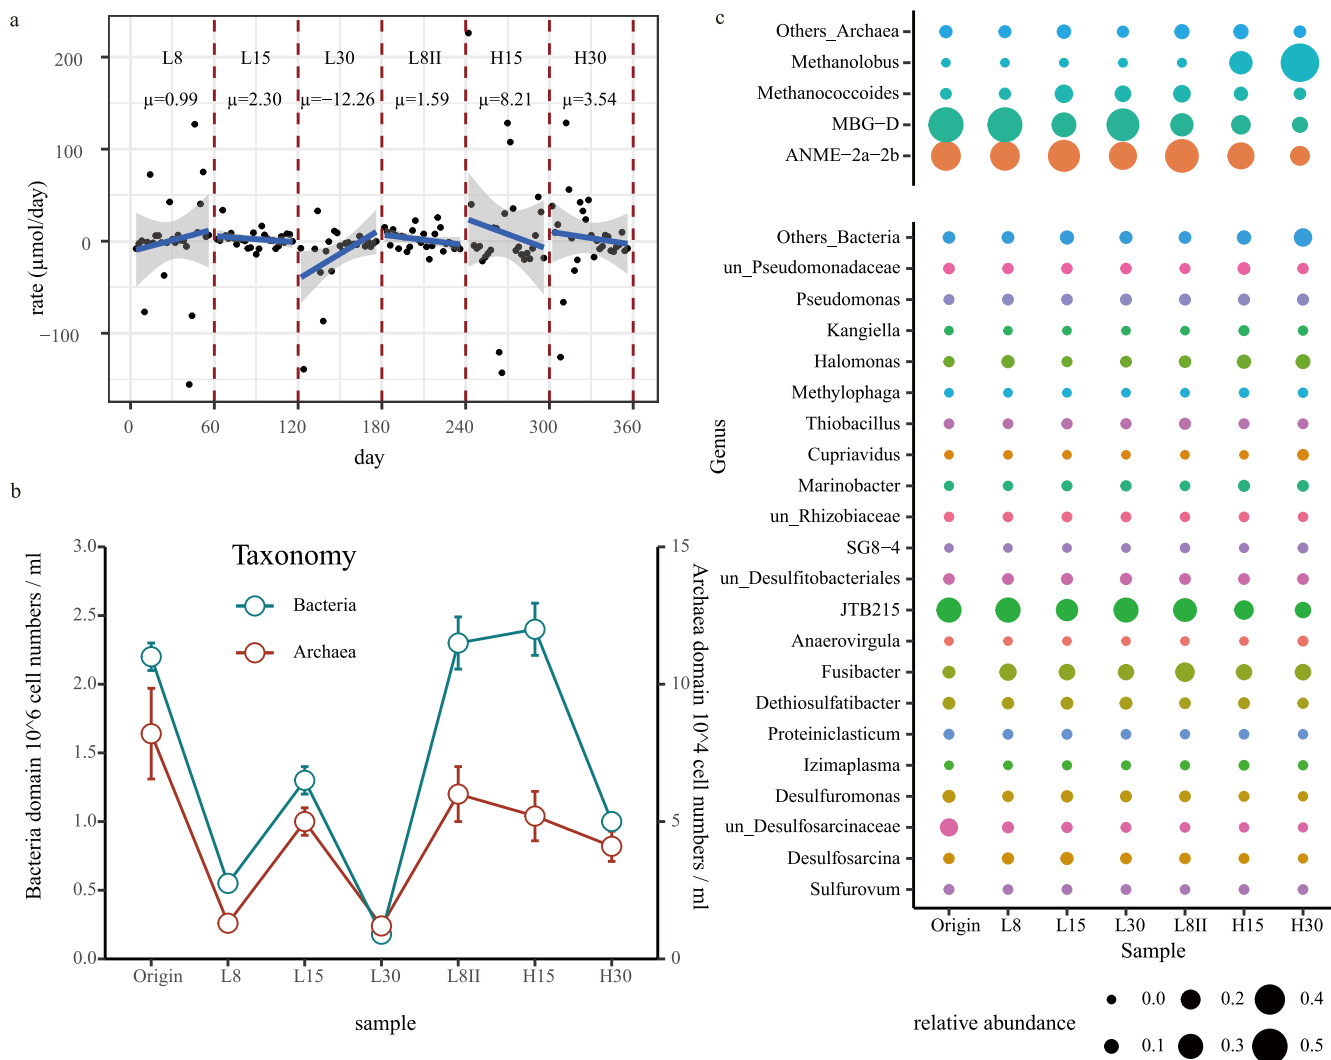 a
L8
L15
L30
L8II
H15
H30
μ=0.99
μ=2.30
μ=−12.26
μ=1.59
μ=8.21
μ=3.54
200
100
0
−100
rate (μmol/day)
0
60
120
180
240
300
360
day
b
Taxonomy
Bacteria
Archaea
3.0
2.5
2.0
1.5
1.0
0.5
0.0
Bacteria domain 10^6 cell numbers / ml
15
10
5
0
Archaea domain 10^4 cell numbers / ml
Origin
L8
L15
L30
L8II
H15
H30
sample
c
Others_Archaea
Methanolobus
Methanococcoides
MBG−D
ANME−2a−2b
Others_Bacteria
un_Pseudomonadaceae
Pseudomonas
Kangiella
Halomonas
Methylophaga
Thiobacillus
Cupriavidus
Marinobacter
un_Rhizobiaceae
SG8−4
un_Desulfitobacteriales
JTB215
Anaerovirgula
Fusibacter
Dethiosulfatibacter
Proteiniclasticum
Izimaplasma
Desulfuromonas
un_Desulfosarcinaceae
Desulfosarcina
Sulfurovum
Genus
Origin
L8
L15
L30
L8II
H15
H30
Sample
relative abundance
0.0
0.2
0.4
0.1
0.3
0.5